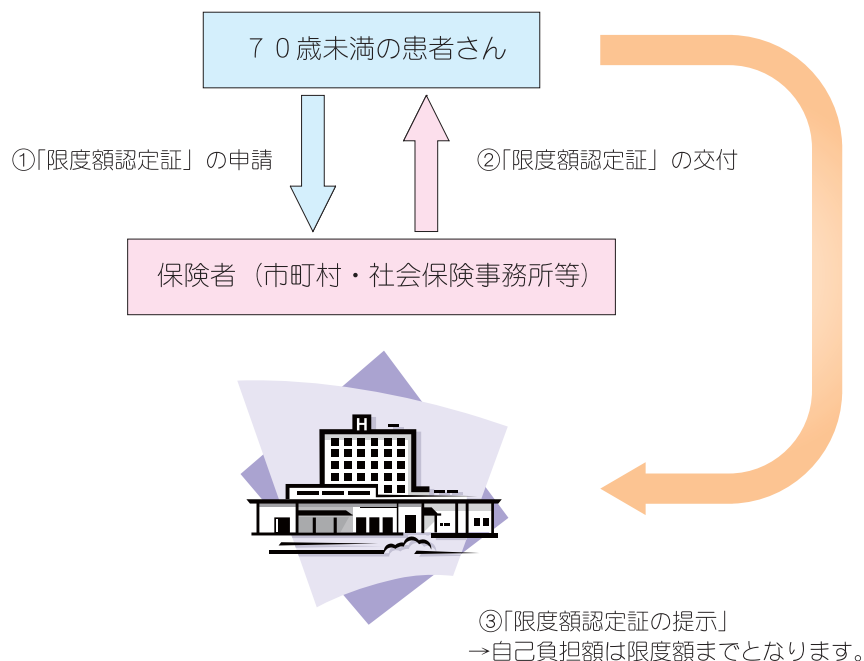 ７０歳未満の患者さん
①「限度額認定証」の申請
②「限度額認定証」の交付
保険者（市町村・社会保険事務所等）
H
③「限度額認定証の提示」
→自己負担額は限度額までとなります。